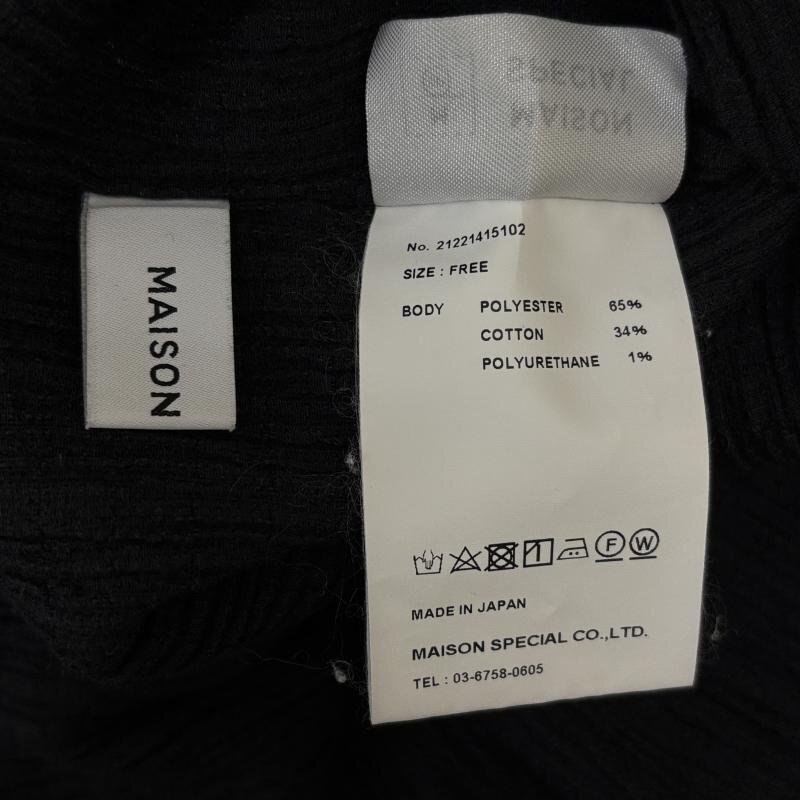 MAISON
SPECIAL
MAISON
No. 21221415102
SIZE : FREE
BODY POLYESTER 65%
COTTON 34%
POLYURETHANE 1%
F W
MADE IN JAPAN
MAISON SPECIAL CO.,LTD.
TEL : 03-6758-0605